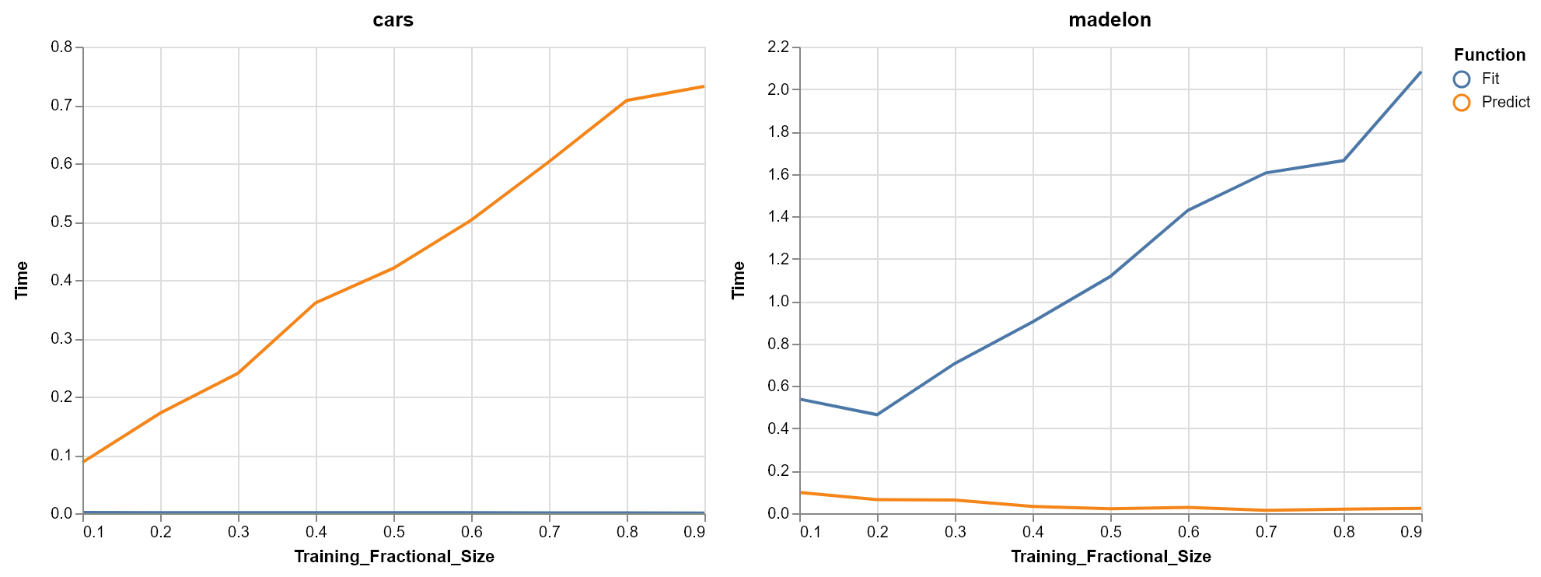 cars
0.8
0.7
0.6
0.5
0.4
0.3
0.2
0.1
0.0
Time
0.1 0.2 0.3 0.4 0.5 0.6 0.7 0.8 0.9
Training_Fractional_Size
madelon
2.2
2.0
1.8
1.6
1.4
1.2
1.0
0.8
0.6
0.4
0.2
0.0
Time
0.1 0.2 0.3 0.4 0.5 0.6 0.7 0.8 0.9
Training_Fractional_Size
Function
Fit
Predict